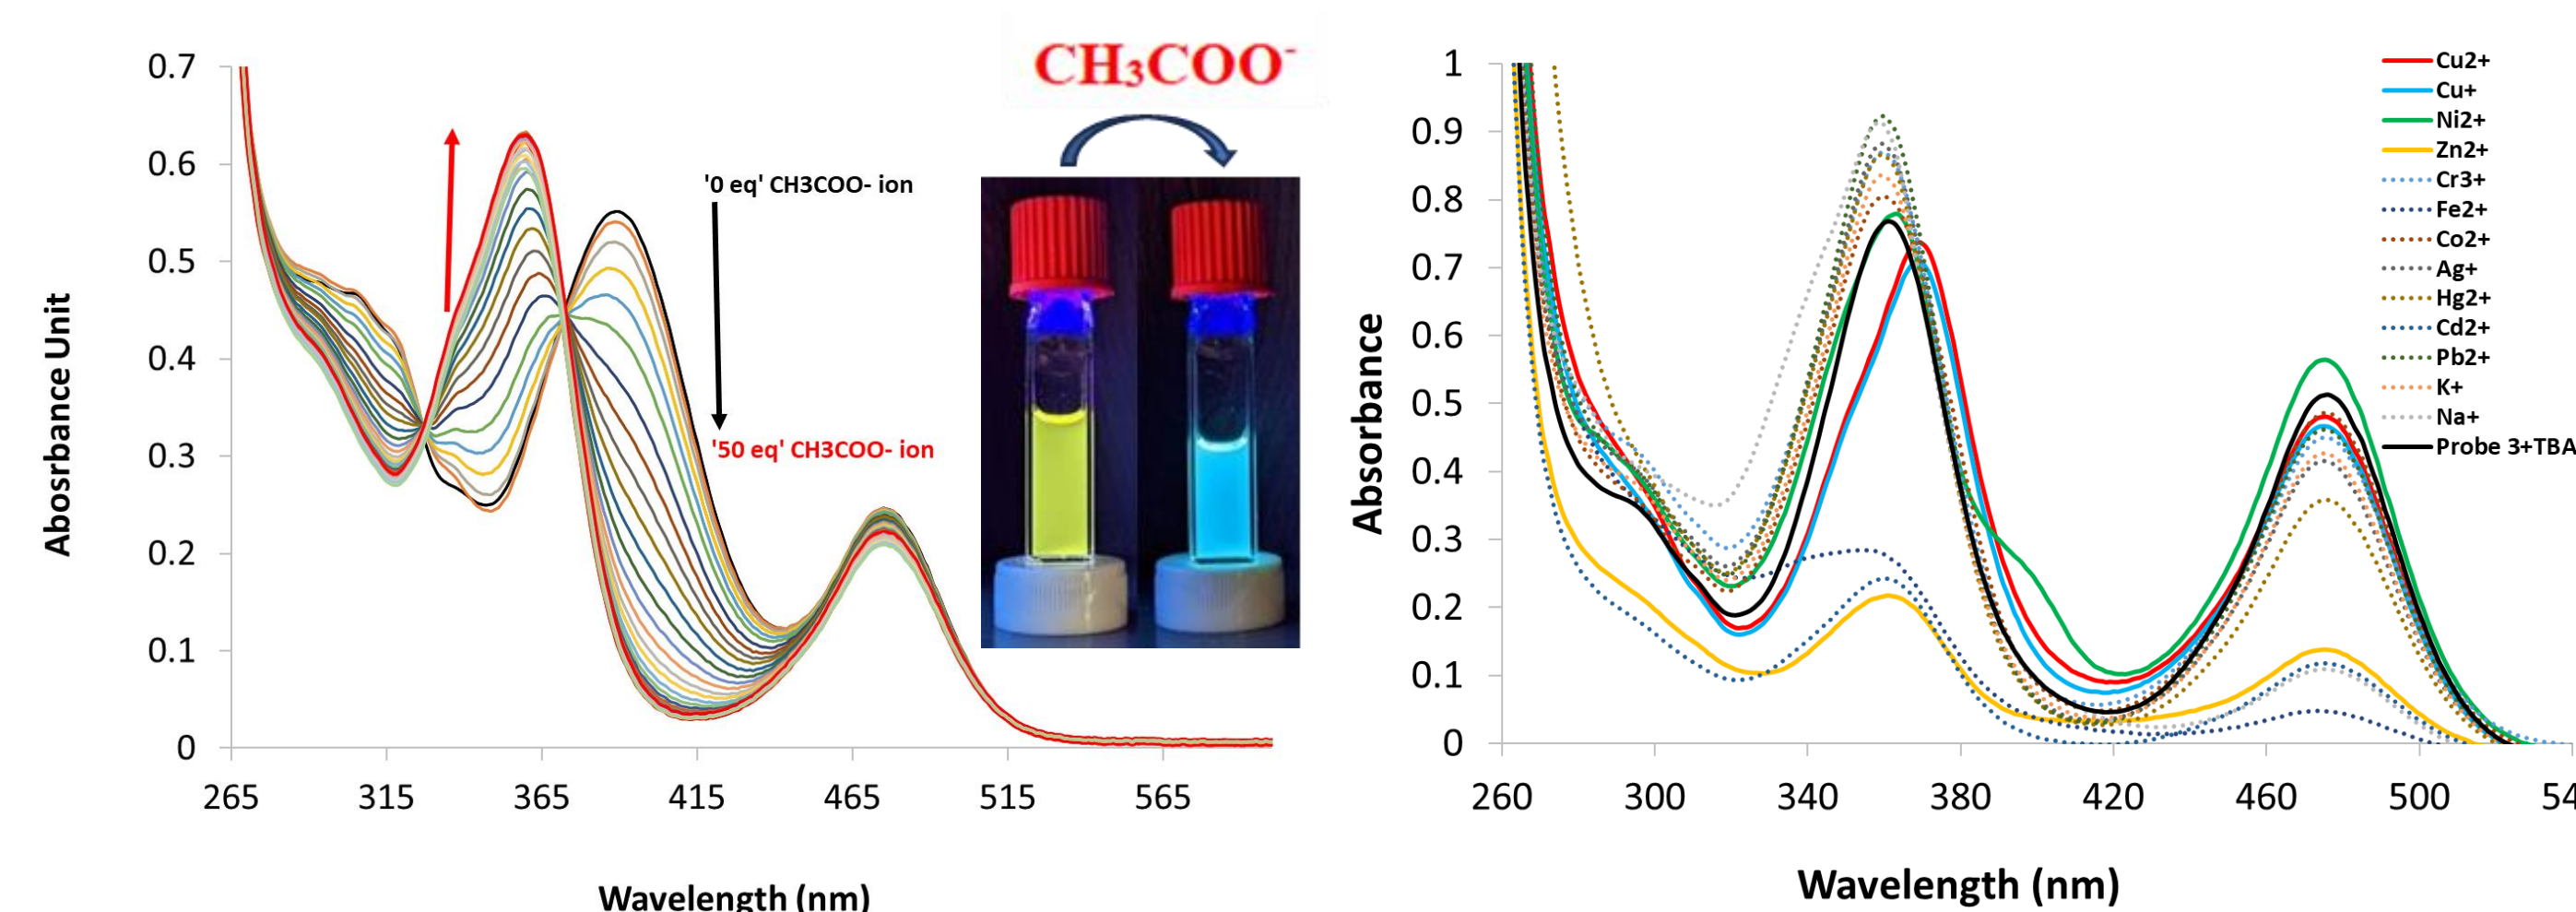 Abosrbance Unit
0.7
0.6
0.5
0.4
0.3
0.2
0.1
0
265 315 365 415 465 515 565
Wavelength (nm)
'0 eq' CH3COO- ion
'50 eq' CH3COO- ion
CH₃COO⁻
Absorbance
1
0.9
0.8
0.7
0.6
0.5
0.4
0.3
0.2
0.1
0
260 300 340 380 420 460 500 54
Wavelength (nm)
Cu2+
Cu+
Ni2+
Zn2+
Cr3+
Fe2+
Co2+
Ag+
Hg2+
Cd2+
Pb2+
K+
Na+
Probe 3+TBA